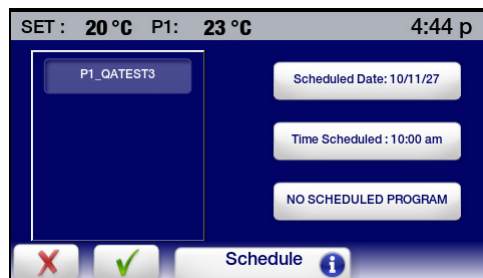 SET : 20 °C P1: 23 °C 4:44 p
P1_QATEST3
Scheduled Date: 10/11/27
Time Scheduled : 10:00 am
NO SCHEDULED PROGRAM
Schedule i